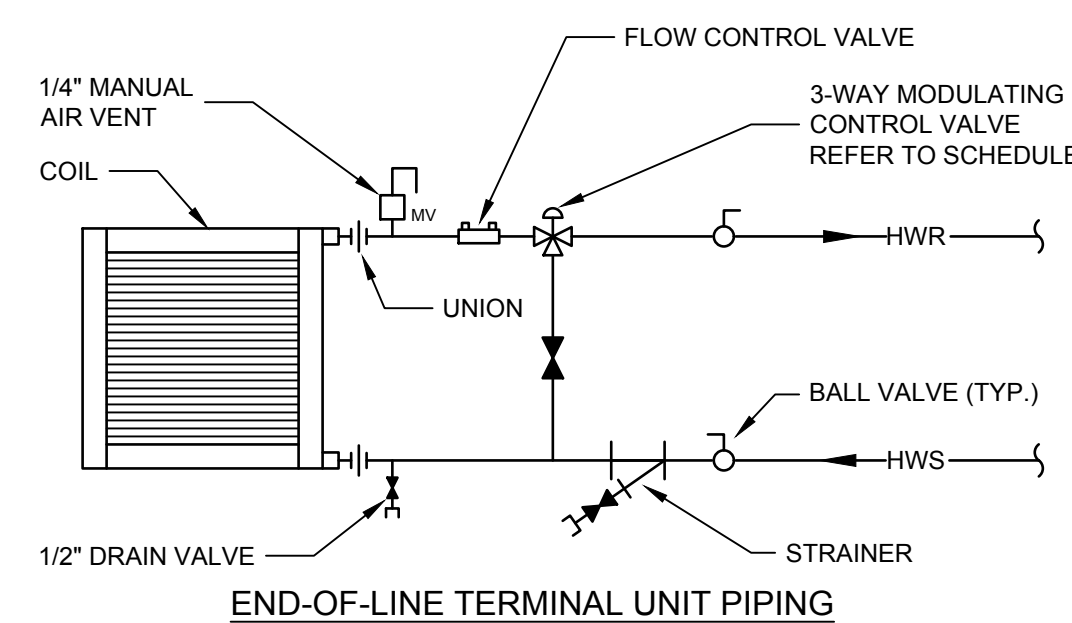 FLOW CONTROL VALVE
1/4" MANUAL
AIR VENT
3-WAY MODULATING
CONTROL VALVE
REFER TO SCHEDULE
COIL
MV
HWR
UNION
BALL VALVE (TYP.)
HWS
1/2" DRAIN VALVE
STRAINER
END-OF-LINE TERMINAL UNIT PIPING